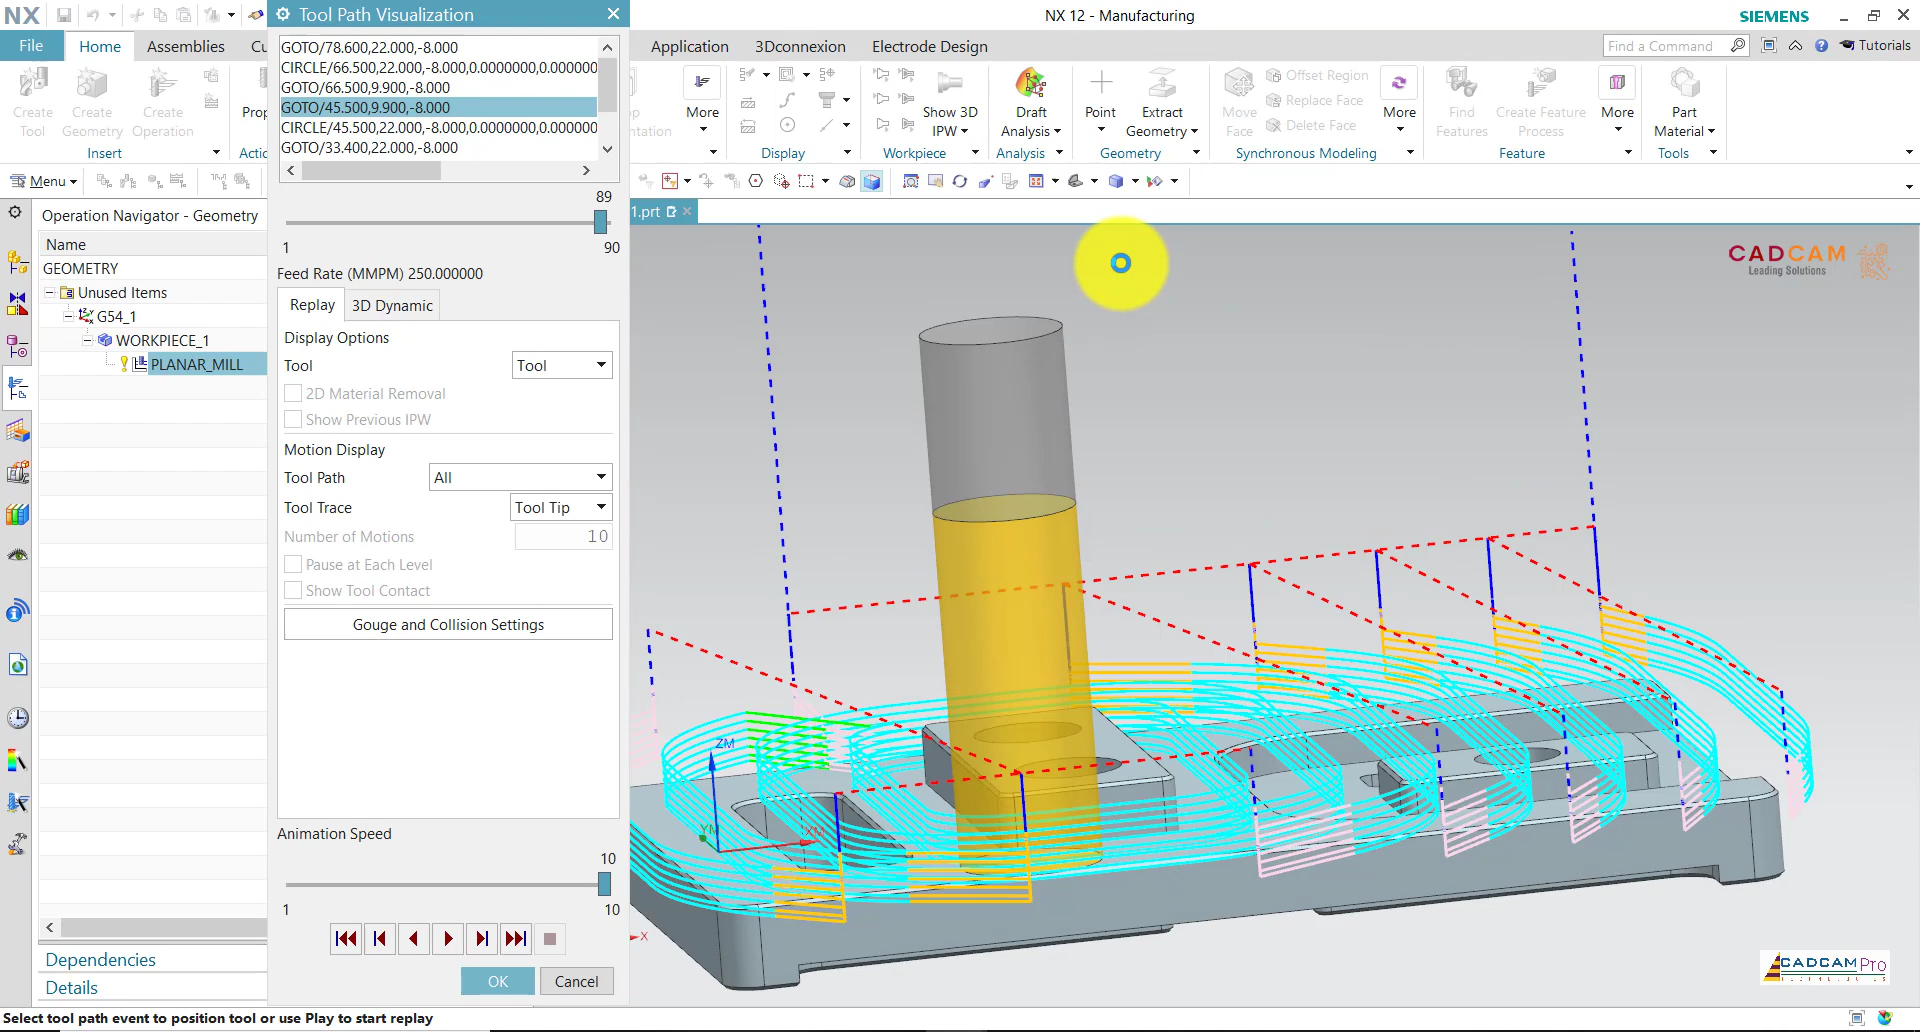 NX
Tool Path Visualization
NX 12 - Manufacturing
SIEMENS
File
Home
Assemblies
Cu
Application
3Dconnexion
Electrode Design
Find a Command
Tutorials
GOTO/78.600,22.000,-8.000
CIRCLE/66.500,22.000,-8.000,0.0000000,0.000000
GOTO/66.500,9.900,-8.000
GOTO/45.500,9.900,-8.000
CIRCLE/45.500,22.000,-8.000,0.0000000,0.000000
GOTO/33.400,22.000,-8.000
Create Tool
Create Geometry
Create Operation
Prop
Insert
Actic
ip
entation
More
Display
Show 3D IPW
Workpiece
Draft Analysis
Analysis
Point
Extract Geometry
Geometry
Move Face
Offset Region
Replace Face
Delete Face
More
Synchronous Modeling
Find Features
Create Feature Process
More
Feature
Part Material
Tools
Menu
89
1
90
Feed Rate (MMPM) 250.000000
Replay
3D Dynamic
Display Options
Tool
Tool
2D Material Removal
Show Previous IPW
Motion Display
Tool Path
All
Tool Trace
Tool Tip
Number of Motions
10
Pause at Each Level
Show Tool Contact
Gouge and Collision Settings
Animation Speed
10
1
10
OK
Cancel
Operation Navigator - Geometry
Name
GEOMETRY
Unused Items
G54_1
WORKPIECE_1
PLANAR_MILL
Dependencies
Details
1.prt
CADCAM
Leading Solutions
ZM
YM
XM
X
CADCAMPro
Select tool path event to position tool or use Play to start replay